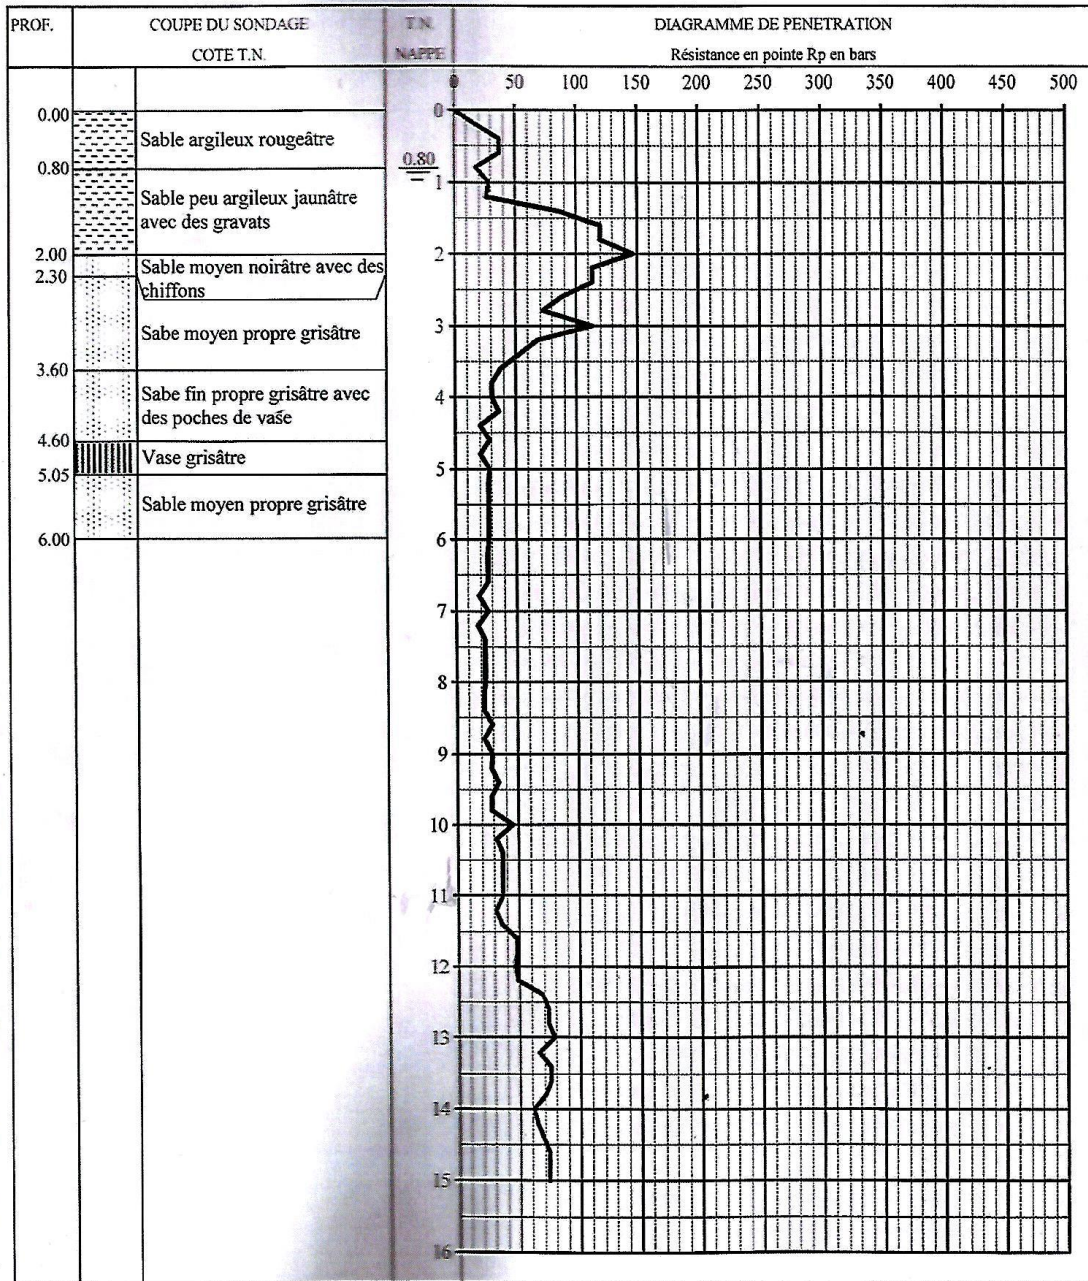 PROF.
COUPE DU SONDAGE
COTE T.N.
T.N.
NAPPE
DIAGRAMME DE PENETRATION
Résistance en pointe Rp en bars
0 50 100 150 200 250 300 350 400 450 500
0.00
Sable argileux rougeâtre
0.80
Sable peu argileux jaunâtre
avec des gravats
2.00
Sable moyen noirâtre avec des
chiffons
2.30
Sabe moyen propre grisâtre
3.60
Sabe fin propre grisâtre avec
des poches de vase
4.60
Vase grisâtre
5.05
Sable moyen propre grisâtre
6.00
0.80
0
1
2
3
4
5
6
7
8
9
10
11
12
13
14
15
16